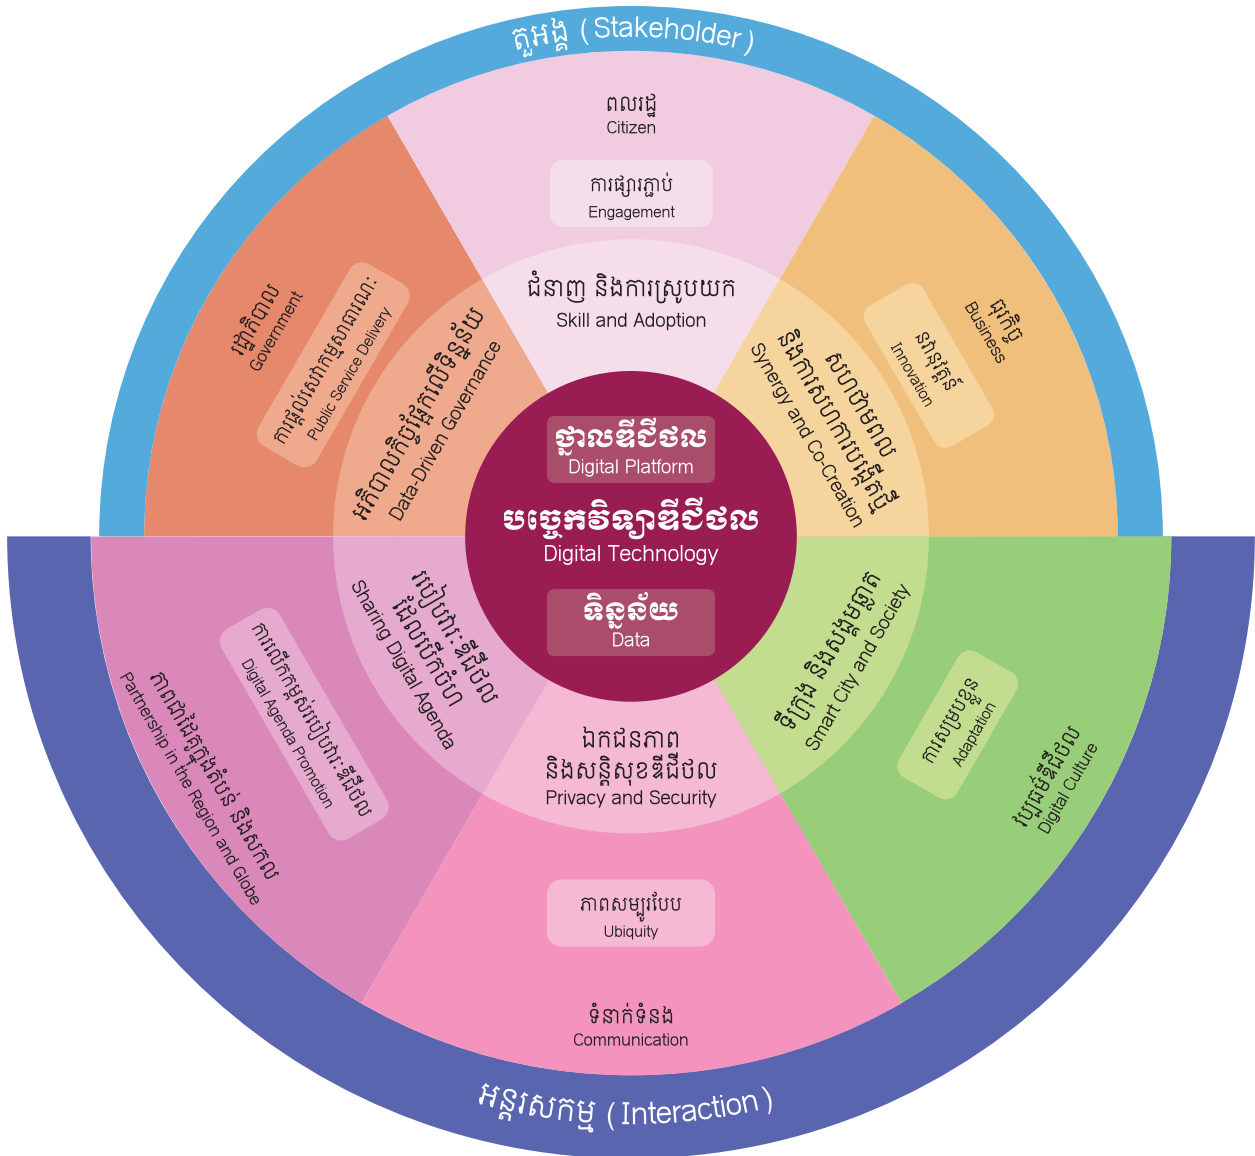 តួអង្គ (Stakeholder)
ពលរដ្ឋ
Citizen
ការផ្សារភ្ជាប់
Engagement
ជំនាញ និងការស្រូបយក
Skill and Adoption
រដ្ឋាភិបាល
Government
ការផ្តល់សេវាកម្មសាធារណៈ
Public Service Delivery
អភិបាលកិច្ចផ្អែកលើទិន្នន័យ
Data-Driven Governance
ធុរកិច្ច
Business
នវានុវត្តន៍
Innovation
សហថាមពល
និងការសហការបង្កើតថ្មី
Synergy and Co-Creation
ថ្នាលឌីជីថល
Digital Platform
បច្ចេកវិទ្យាឌីជីថល
Digital Technology
ទិន្នន័យ
Data
របៀបវារៈឌីជីថល
ដែលបើកចំហ
Sharing Digital Agenda
ការលើកកម្ពស់របៀបវារៈឌីជីថល
Digital Agenda Promotion
ភាពជាដៃគូក្នុងតំបន់ និងសកល
Partnership in the Region and Globe
ឯកជនភាព
និងសន្តិសុខឌីជីថល
Privacy and Security
ភាពសម្បូរបែប
Ubiquity
ទំនាក់ទំនង
Communication
ទីក្រុង និងសង្គមឆ្លាត
Smart City and Society
ការសម្របខ្លួន
Adaptation
វប្បធម៌ឌីជីថល
Digital Culture
អន្តរសកម្ម (Interaction)